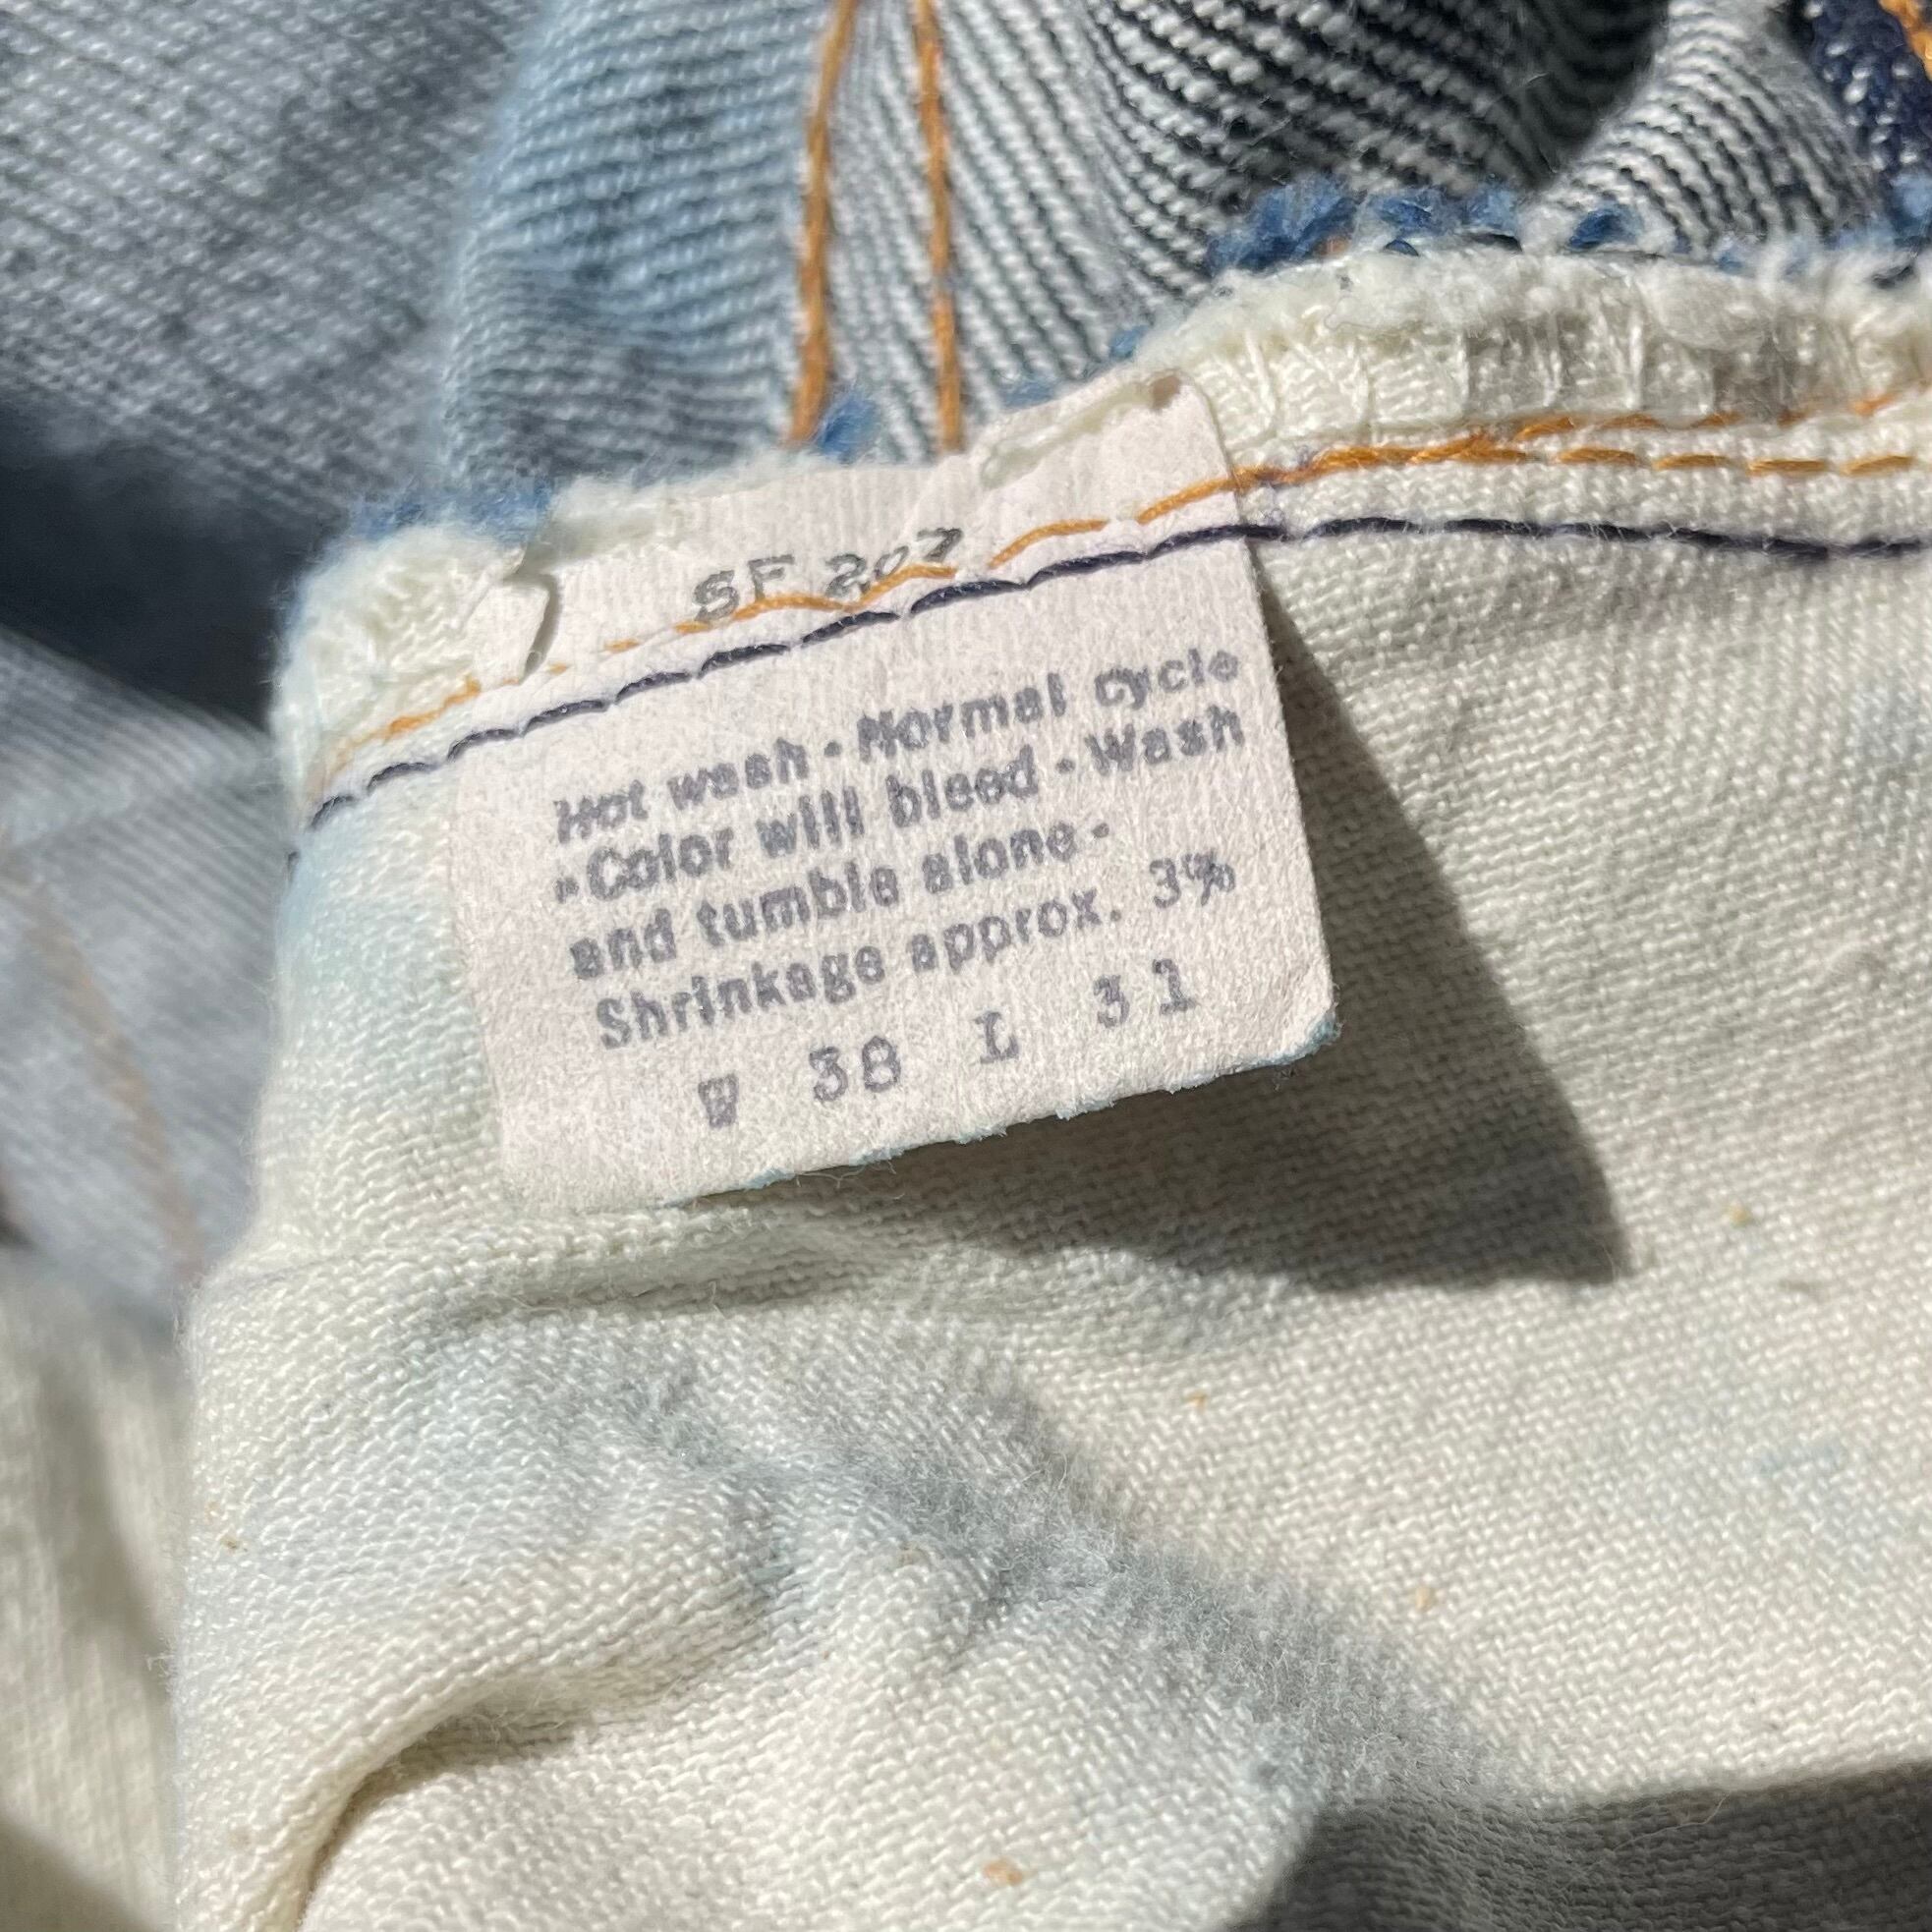 SF 207
Hot wash · Normal cycle
· Color will bleed · Wash
and tumble alone ·
Shrinkage approx. 3%
W 38 L 31